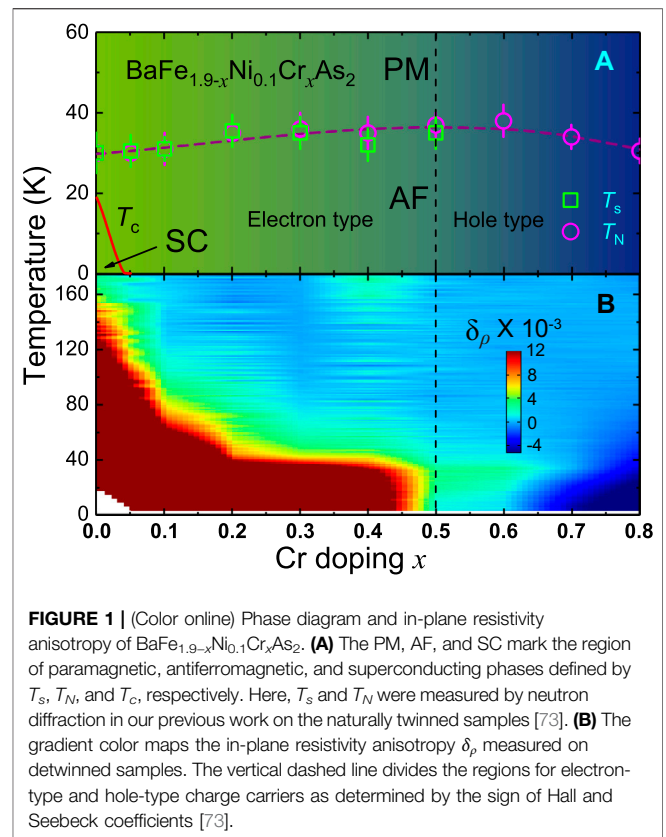 60
BaFe1.9-xNi0.1CrxAs2 PM A
40
Temperature (K)
20
AF
Tc
Electron type Hole type
Ts
SC
TN
0
B
160
δρ X 10-3
12
120
8
4
80
0
-4
40
0
0.0 0.1 0.2 0.3 0.4 0.5 0.6 0.7 0.8
Cr doping x
FIGURE 1 | (Color online) Phase diagram and in-plane resistivity
anisotropy of BaFe1.9–xNi0.1CrxAs2. (A) The PM, AF, and SC mark the region
of paramagnetic, antiferromagnetic, and superconducting phases defined by
Ts, TN, and Tc, respectively. Here, Ts and TN were measured by neutron
diffraction in our previous work on the naturally twinned samples [73]. (B) The
gradient color maps the in-plane resistivity anisotropy δρ measured on
detwinned samples. The vertical dashed line divides the regions for electron-
type and hole-type charge carriers as determined by the sign of Hall and
Seebeck coefficients [73].